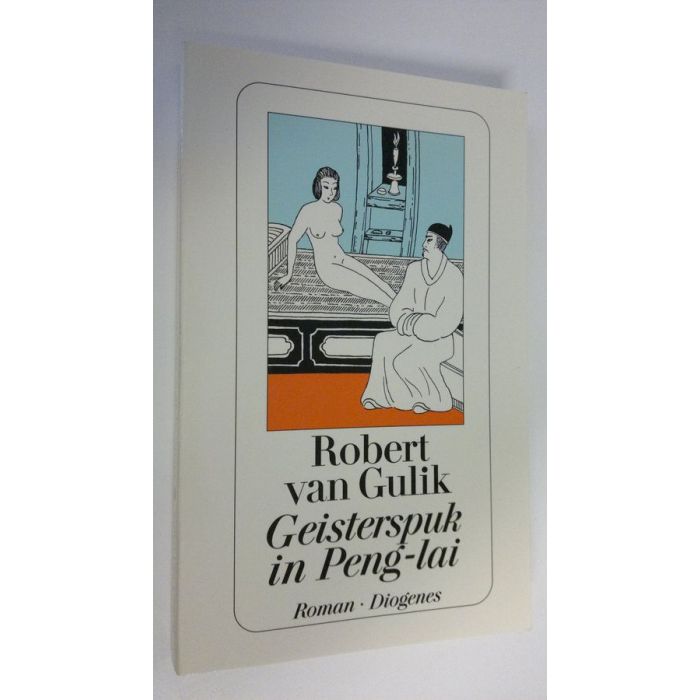 Robert
van Gulik
Geisterspuk
in Peng-lai
Roman · Diogenes